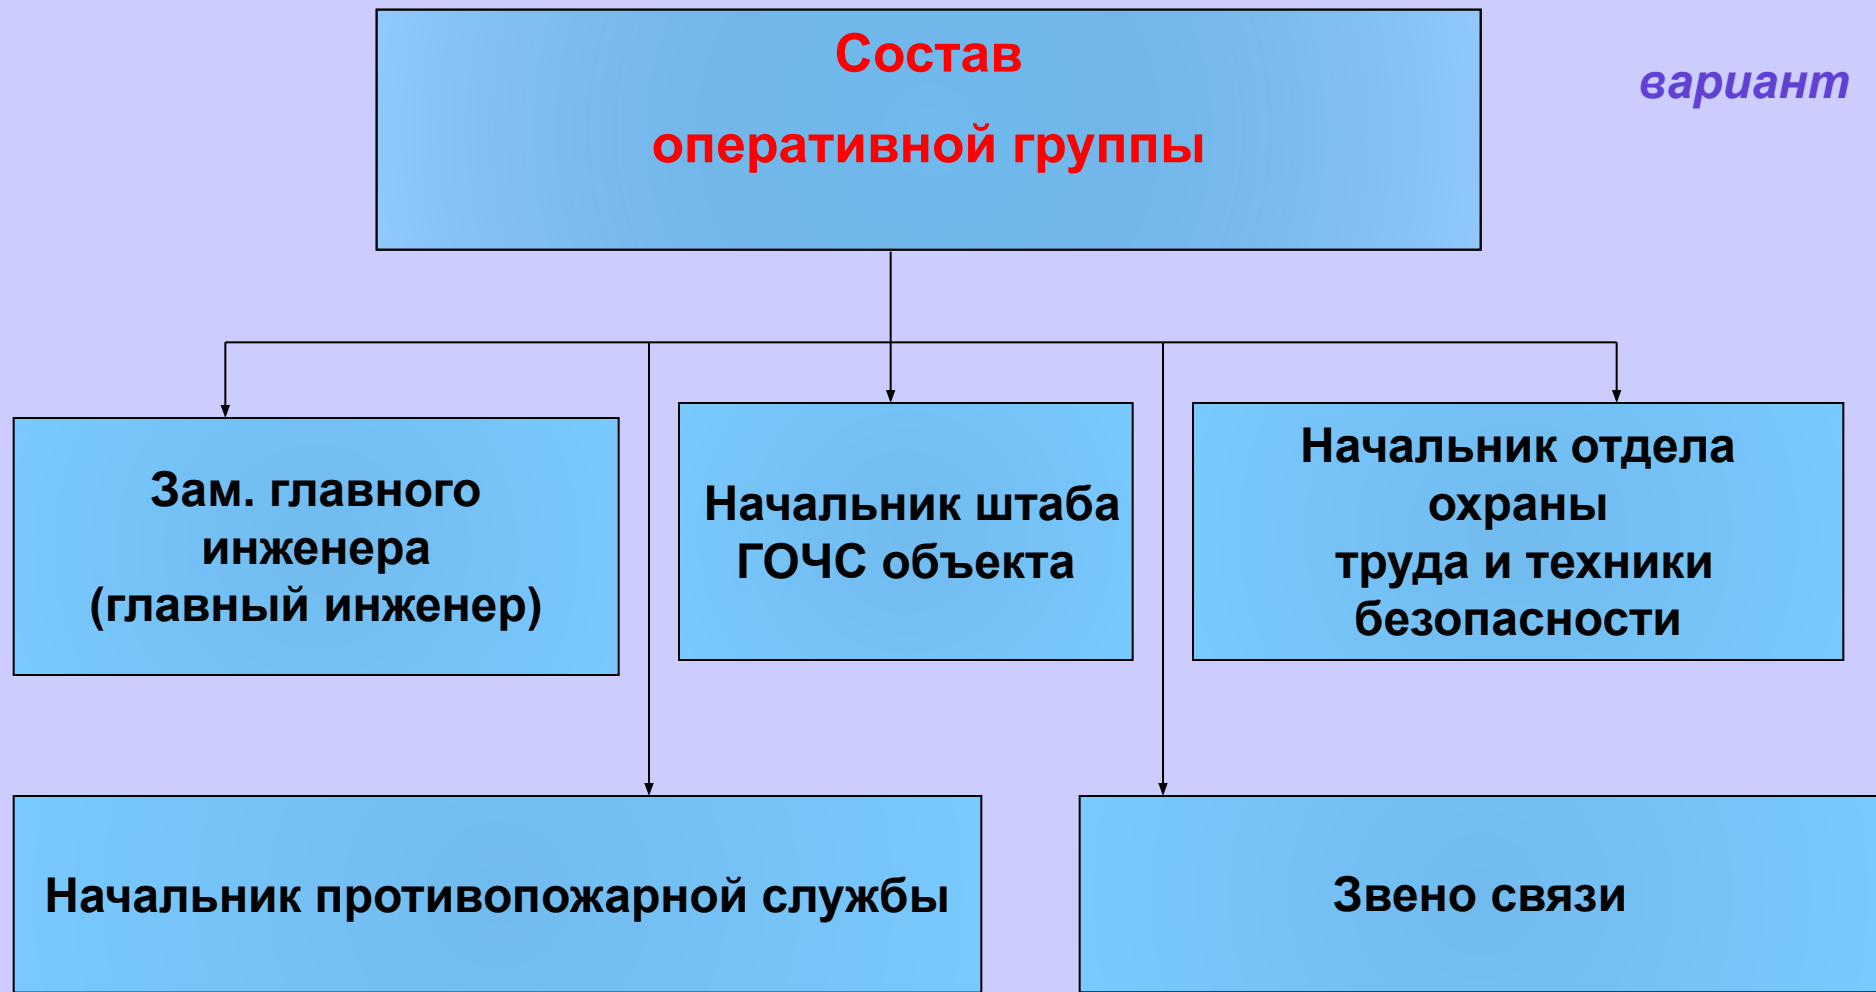 Состав
оперативной группы
вариант
Зам. главного
инженера
(главный инженер)
Начальник штаба
ГОЧС объекта
Начальник отдела
охраны
труда и техники
безопасности
Начальник противопожарной службы
Звено связи